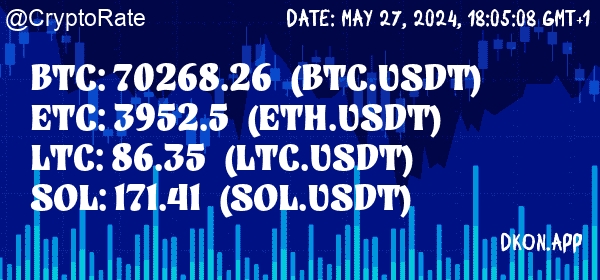 @CryptoRate
DATE: MAY 27, 2024, 18:05:08 GMT+1
BTC: 70268.26 (BTC.USDT)
ETC: 3952.5 (ETH.USDT)
LTC: 86.35 (LTC.USDT)
SOL: 171.41 (SOL.USDT)
DKON.APP